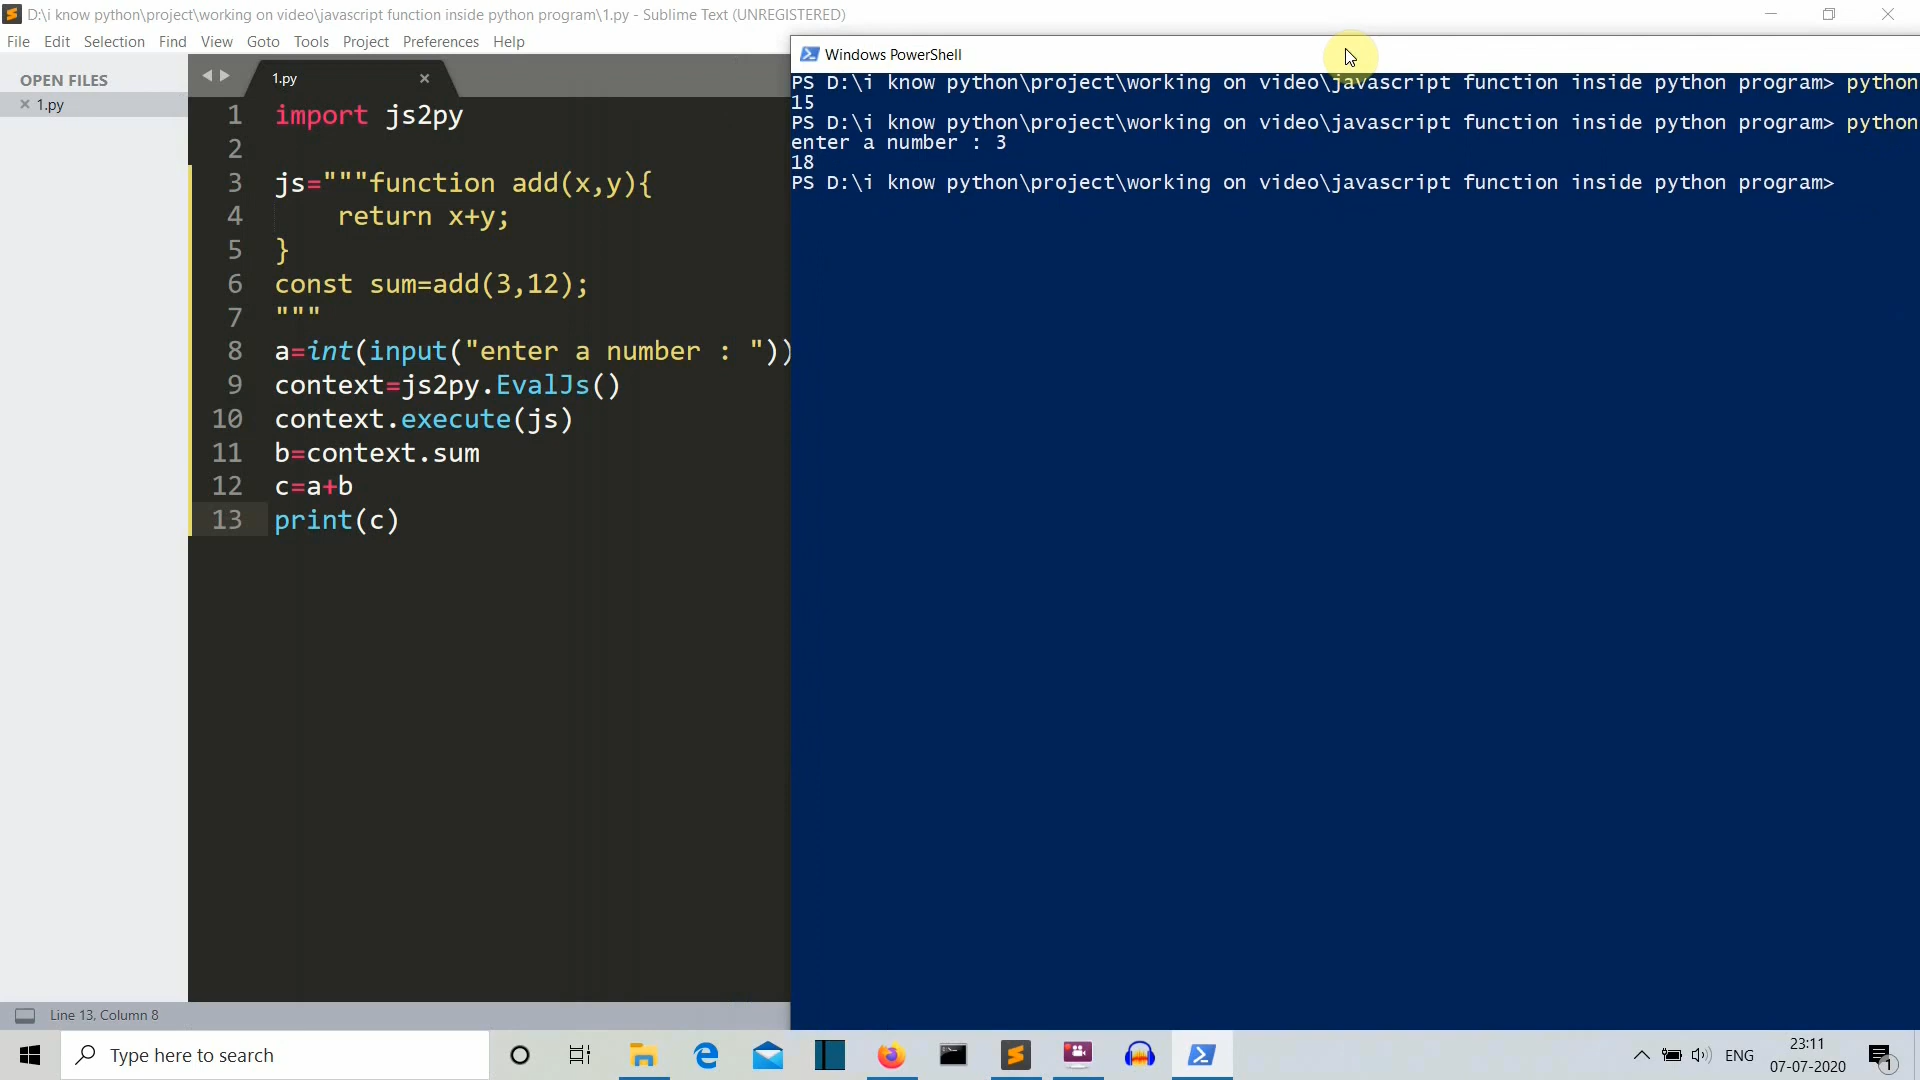 D:\i know python\project\working on video\javascript function inside python program\1.py - Sublime Text (UNREGISTERED)
File Edit Selection Find View Goto Tools Project Preferences Help
OPEN FILES
1.py
1.py
1 import js2py
2
3 js="""function add(x,y){
4 return x+y;
5 }
6 const sum=add(3,12);
7 """
8 a=int(input("enter a number : "))
9 context=js2py.EvalJs()
10 context.execute(js)
11 b=context.sum
12 c=a+b
13 print(c)
Windows PowerShell
PS D:\i know python\project\working on video\javascript function inside python program> python
15
PS D:\i know python\project\working on video\javascript function inside python program> python
enter a number : 3
18
PS D:\i know python\project\working on video\javascript function inside python program>
Line 13, Column 8
Type here to search
ENG
23:11
07-07-2020
1